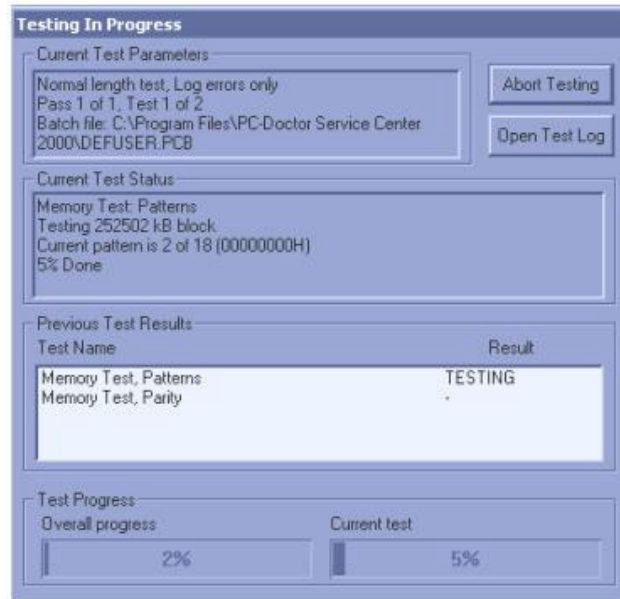 Testing In Progress
Current Test Parameters
Normal length test, Log errors only
Pass 1 of 1, Test 1 of 2
Batch file: C:\Program Files\PC-Doctor Service Center
2000\DEFUSER.PCB
Abort Testing
Open Test Log
Current Test Status
Memory Test: Patterns
Testing 252502 kB block
Current pattern is 2 of 18 (00000000H)
5% Done
Previous Test Results
Test Name Result
Memory Test, Patterns TESTING
Memory Test, Parity -
Test Progress
Overall progress Current test
2% 5%